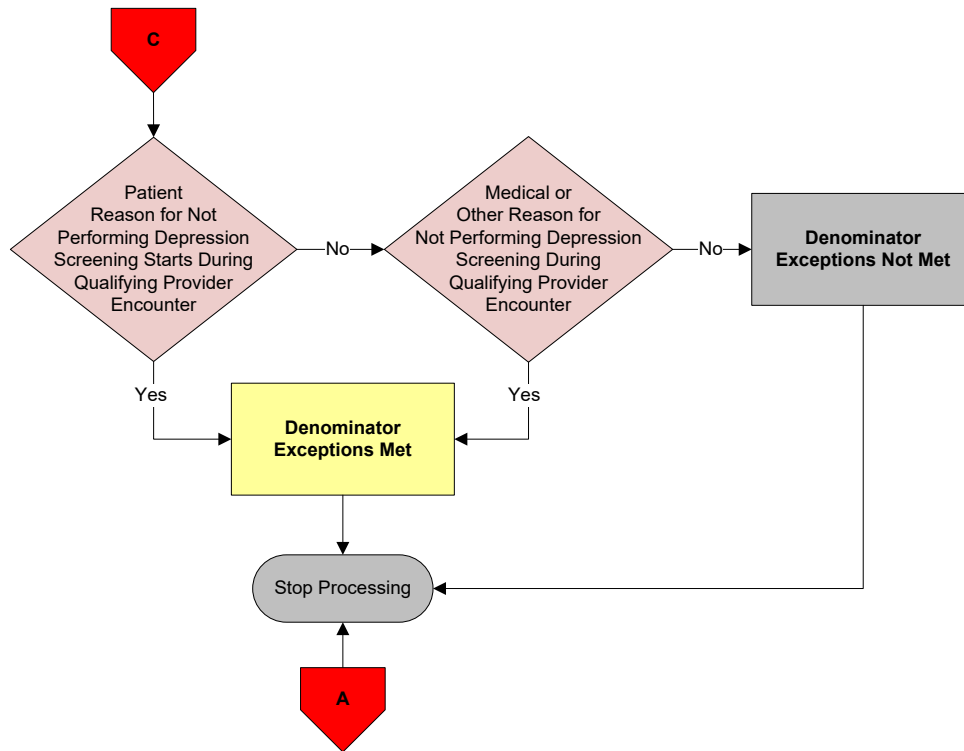 C
Patient
Reason for Not
Performing Depression
Screening Starts During
Qualifying Provider
Encounter
No
Medical or
Other Reason for
Not Performing Depression
Screening During
Qualifying Provider
Encounter
No
Denominator
Exceptions Not Met
Yes
Yes
Denominator
Exceptions Met
Stop Processing
A